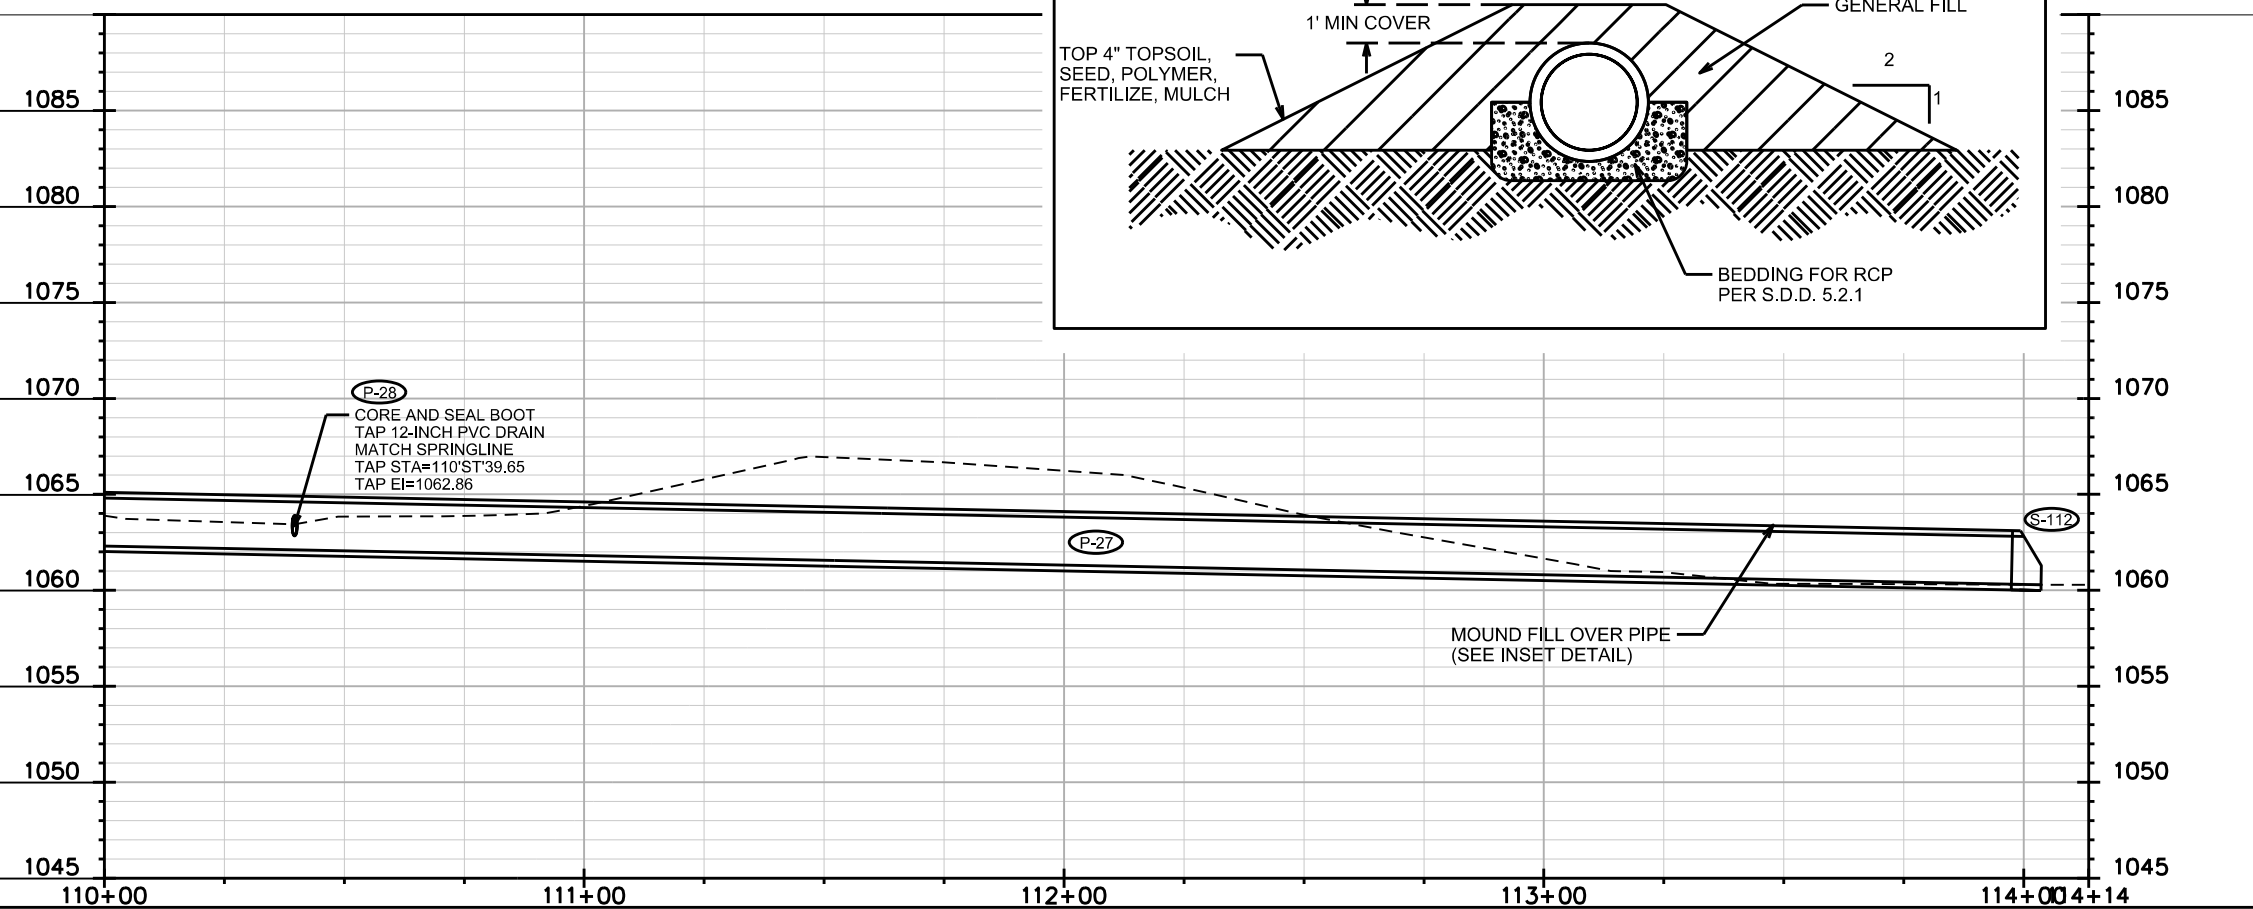 GENERAL FILL
1' MIN COVER
TOP 4" TOPSOIL,
SEED, POLYMER,
FERTILIZE, MULCH
2
1
BEDDING FOR RCP
PER S.D.D. 5.2.1
1085
1080
1075
1070
1065
1060
1055
1050
1045
1085
1080
1075
1070
1065
1060
1055
1050
1045
P-28
CORE AND SEAL BOOT
TAP 12-INCH PVC DRAIN
MATCH SPRINGLINE
TAP STA=110'ST'39.65
TAP EI=1062.86
P-27
S-112
MOUND FILL OVER PIPE
(SEE INSET DETAIL)
110+00
111+00
112+00
113+00
114+00
114+14